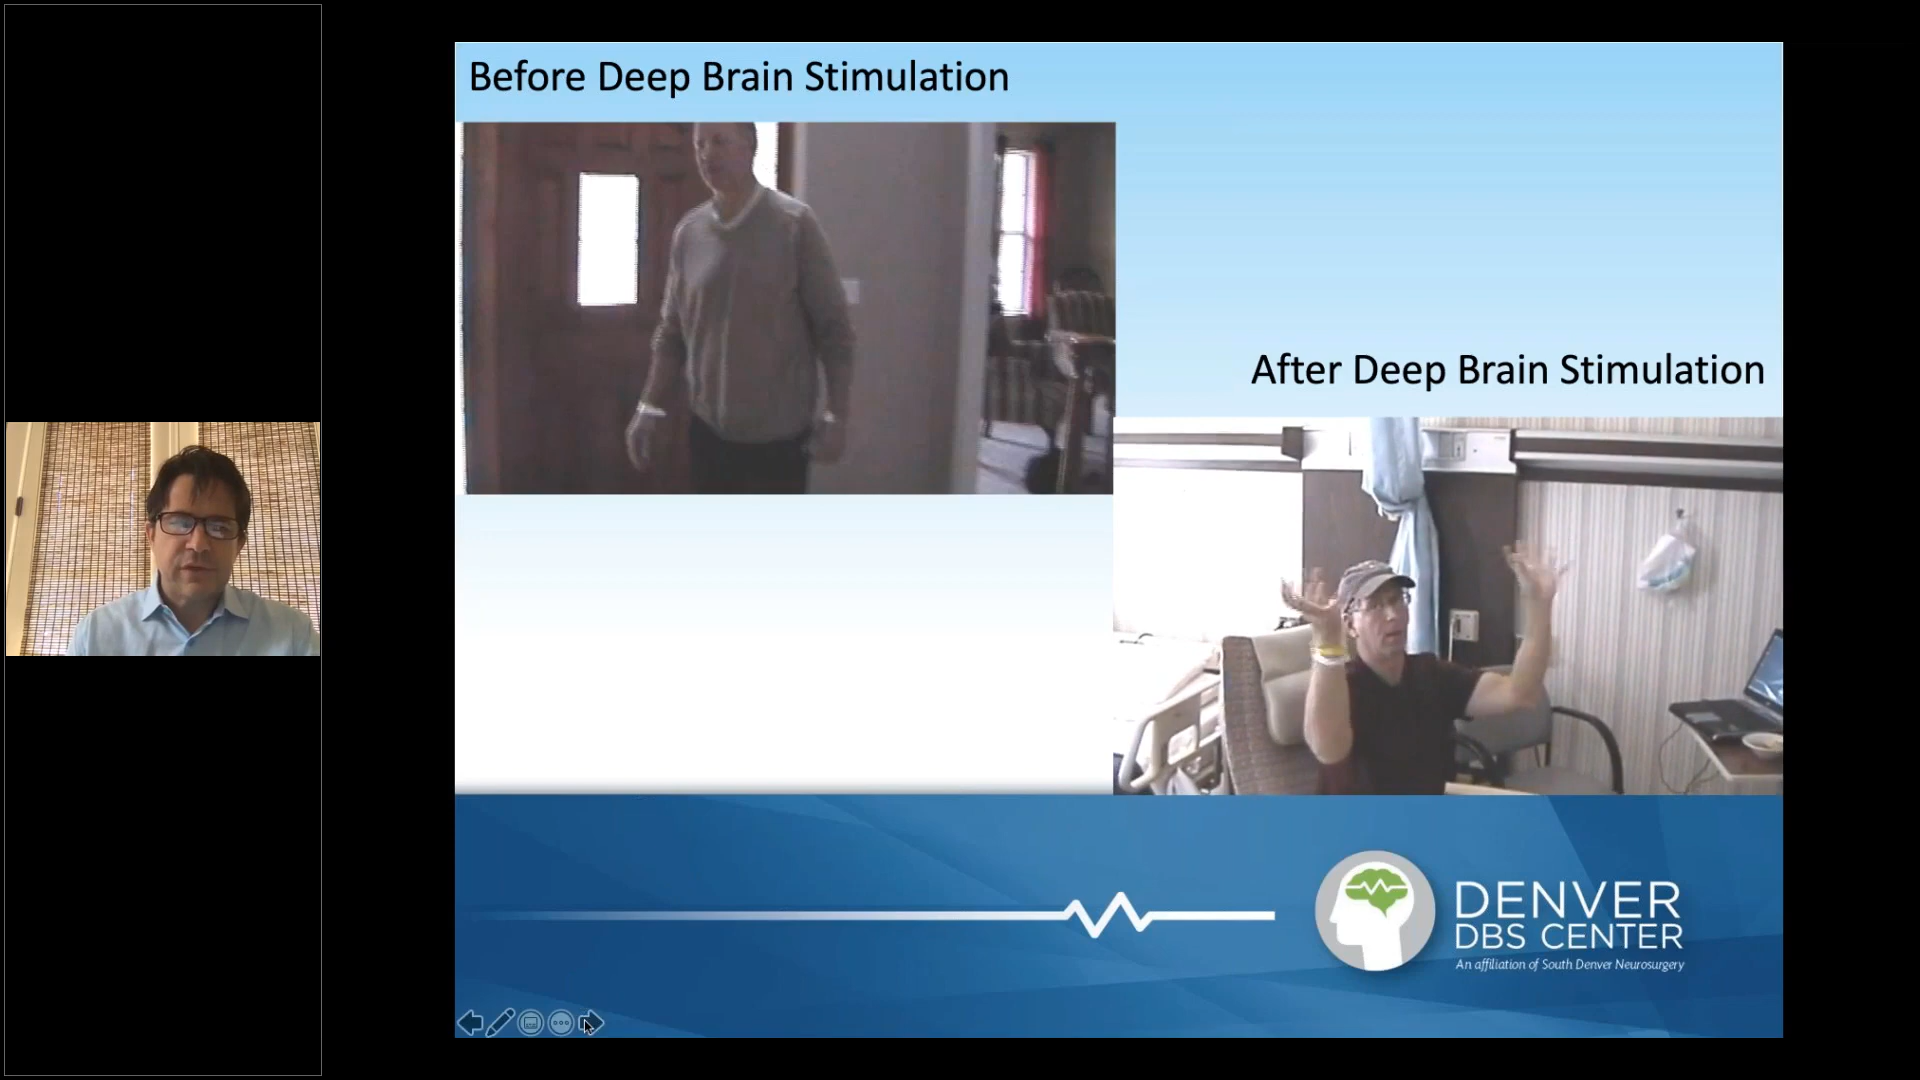 Before Deep Brain Stimulation
After Deep Brain Stimulation
DENVER
DBS CENTER
An affiliation of South Denver Neurosurgery